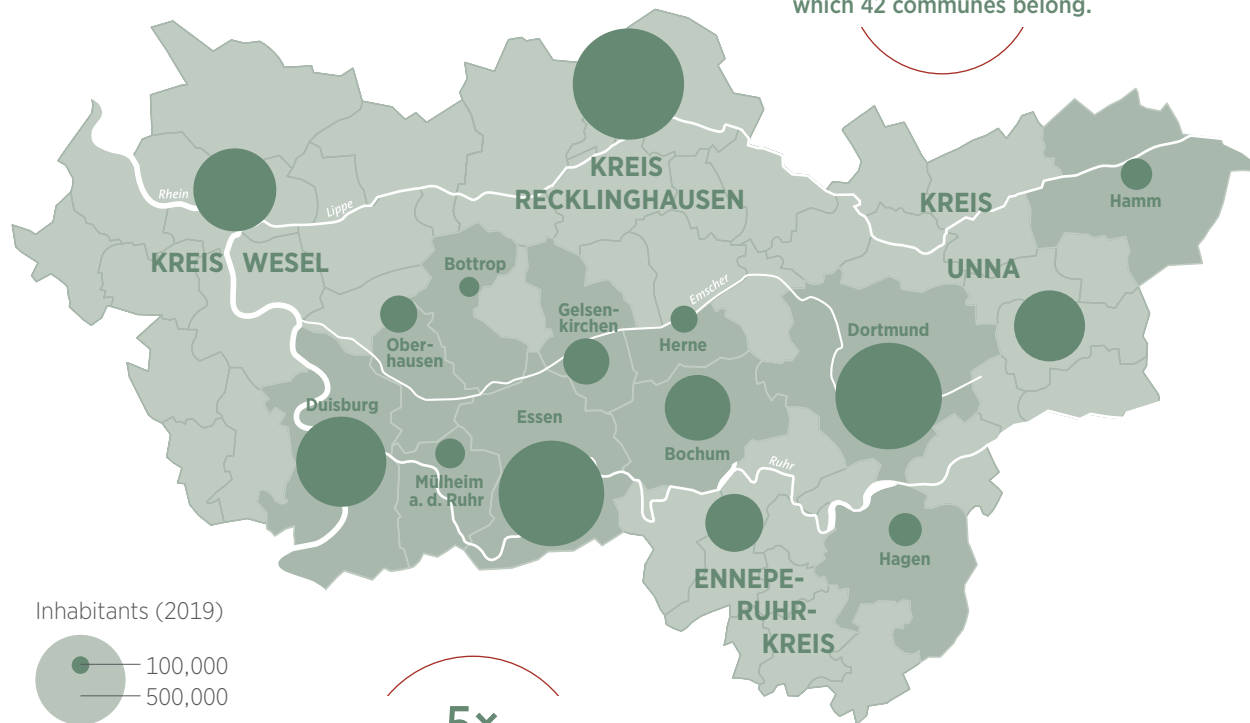 which 42 communes belong.
KREIS
RECKLINGHAUSEN
KREIS
UNNA
Hamm
Rhein
Lippe
KREIS WESEL
Bottrop
Gelsen-
kirchen
Emscher
Ober-
hausen
Herne
Dortmund
Duisburg
Essen
Bochum
Mülheim
a. d. Ruhr
Ruhr
Hagen
ENNEPE-
RUHR-
KREIS
Inhabitants (2019)
100,000
500,000
5×